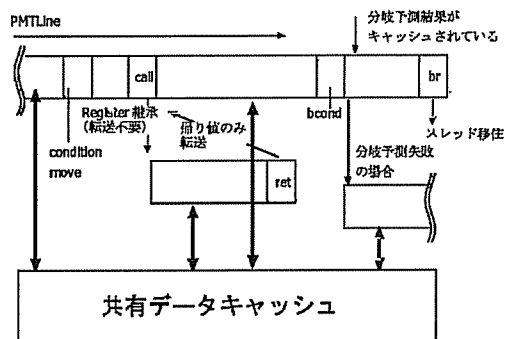 PMTLine
分岐予測結果が
キャッシュされている
call
br
Register 継承
(転送不要)
帰り値のみ
転送
bcond
スレッド移住
condition
move
ret
分岐予測失敗
の場合
共有データキャッシュ